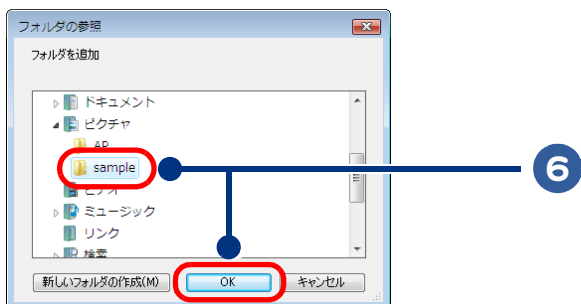 フォルダの参照
フォルダを追加
ドキュメント
ピクチャ
AP
sample
ビデオ
ミュージック
リンク
検索
新しいフォルダの作成(M) OK キャンセル
6